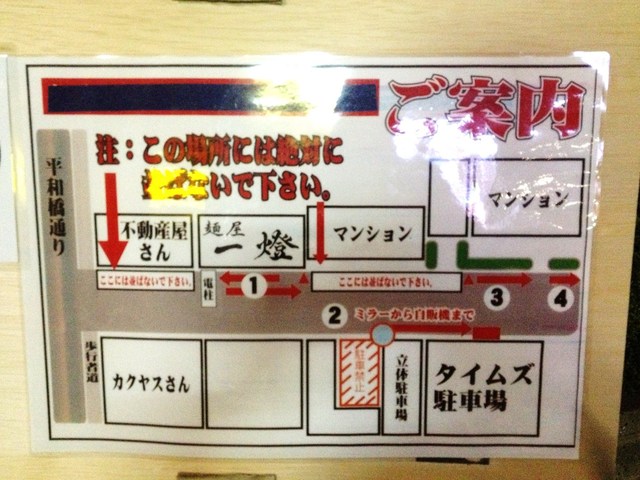 ご案内
注：この場所には絶対に
並ばないで下さい。
平和橋通り
不動産屋
さん
麺屋
一燈
マンション
マンション
ここには並ばないで下さい。
電柱
1
ここには並ばないで下さい。
3
4
2
ミラーから自販機まで
歩行者道
カクヤスさん
駐車禁止
立体駐車場
タイムズ
駐車場